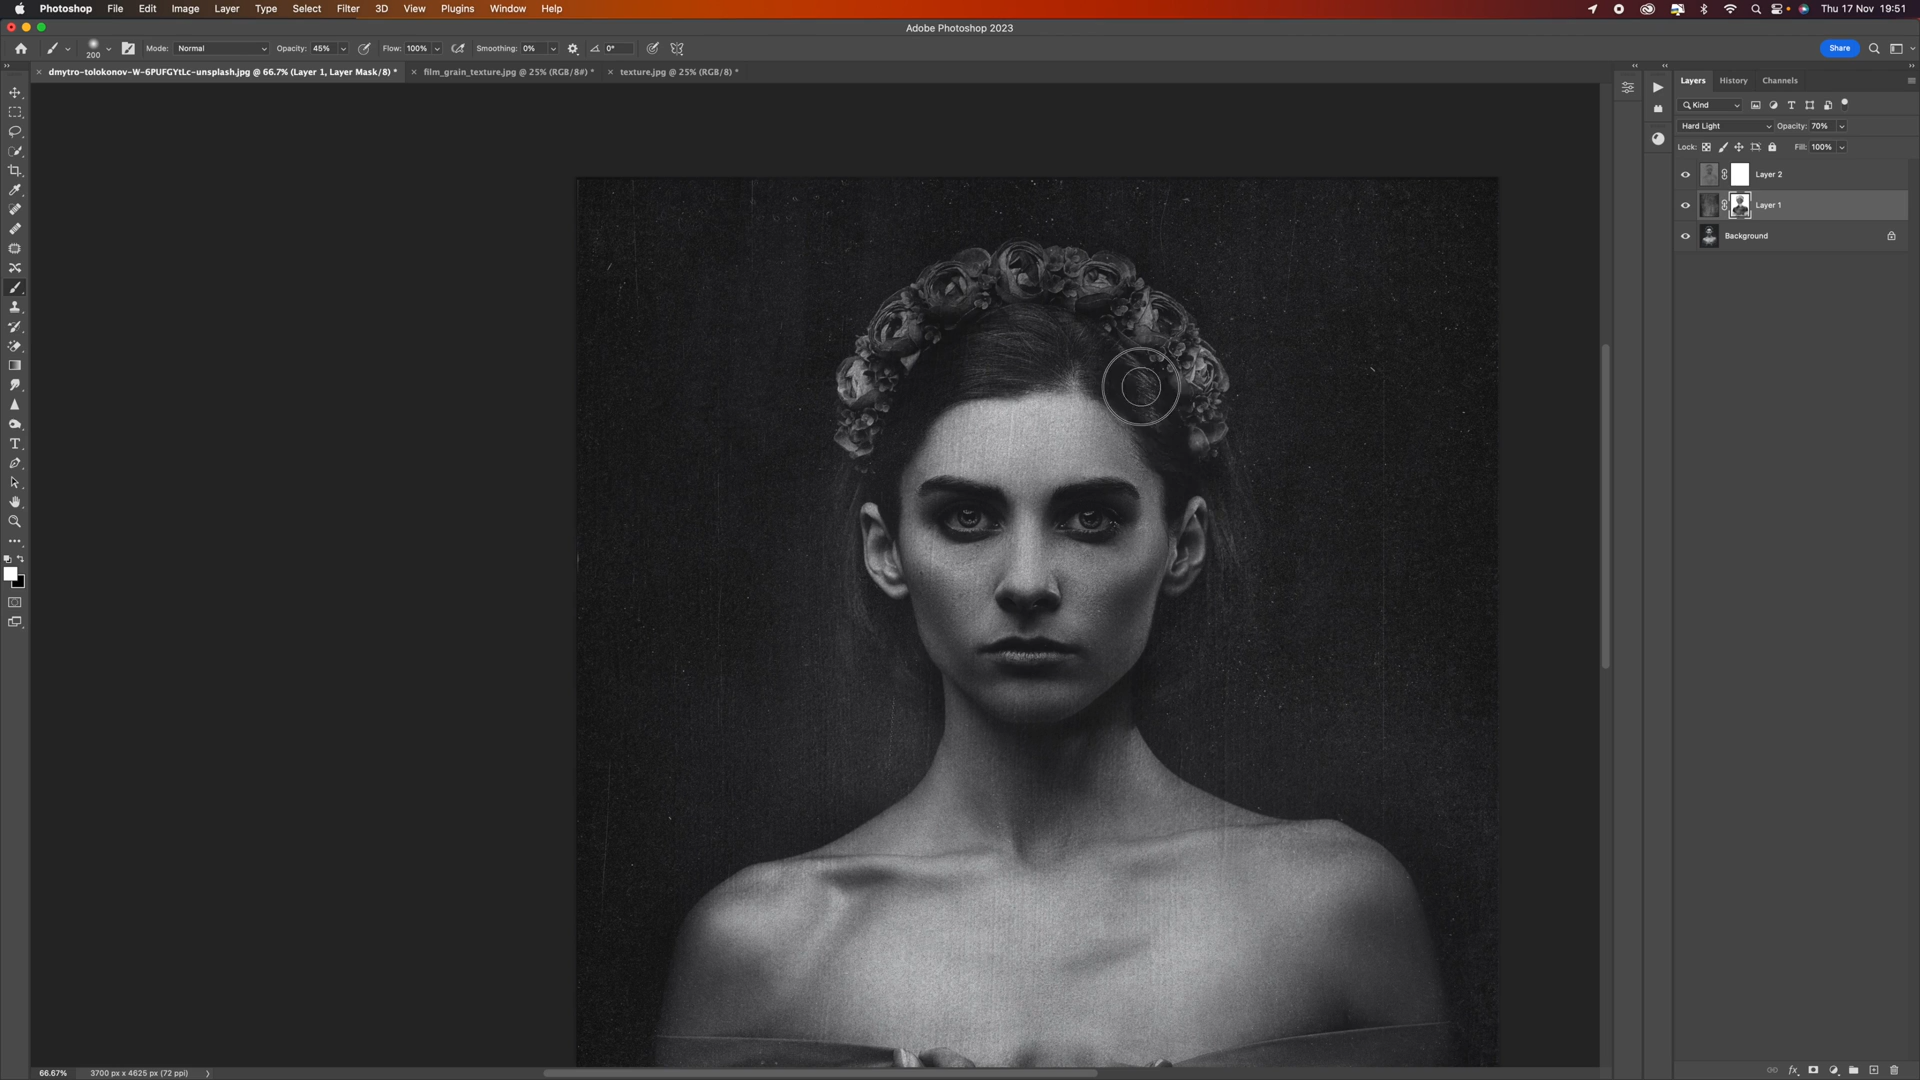 Photoshop File Edit Image Layer Type Select Filter 3D View Plugins Window Help Thu 17 Nov 19:51
Adobe Photoshop 2023
200 Mode: Normal Opacity: 45% Flow: 100% Smoothing: 0% 0° Share
× dmytro-tolokonov-W-6PUFGYtLc-unsplash.jpg @ 66.7% (Layer 1, Layer Mask/8) * × film_grain_texture.jpg @ 25% (RGB/8#) * × texture.jpg @ 25% (RGB/8) *
Layers History Channels
Kind
Hard Light Opacity: 70%
Lock: Fill: 100%
Layer 2
Layer 1
Background
66.67% 3700 px x 4625 px (72 ppi)